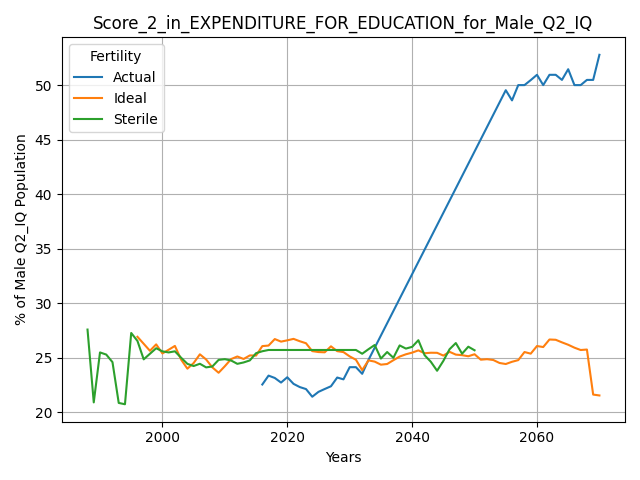 Score_2_in_EXPENDITURE_FOR_EDUCATION_for_Male_Q2_IQ
Fertility
Actual
Ideal
Sterile
% of Male Q2_IQ Population
50
45
40
35
30
25
20
2000
2020
2040
2060
Years